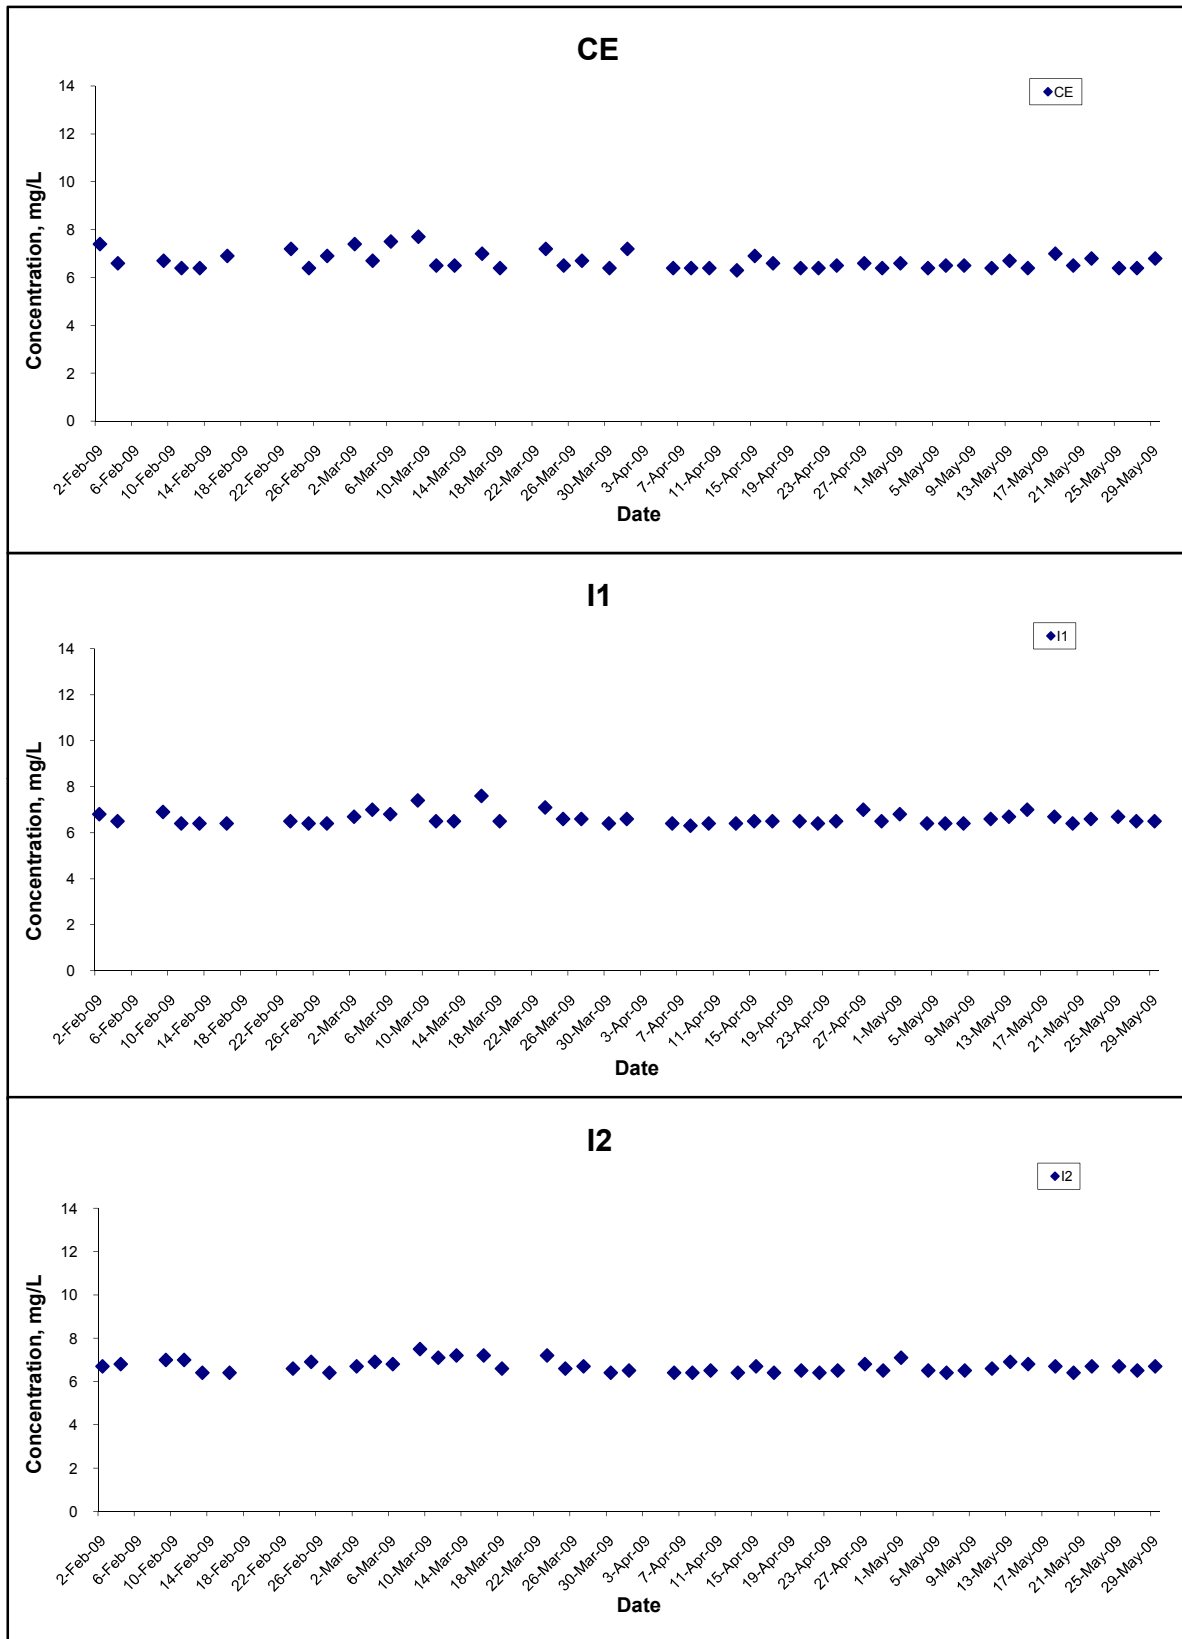 CE
CE
14
12
10
8
6
4
2
0
Concentration, mg/L
2-Feb-09 6-Feb-09 10-Feb-09 14-Feb-09 18-Feb-09 22-Feb-09 26-Feb-09 2-Mar-09 6-Mar-09 10-Mar-09 14-Mar-09 18-Mar-09 22-Mar-09 26-Mar-09 30-Mar-09 3-Apr-09 7-Apr-09 11-Apr-09 15-Apr-09 19-Apr-09 23-Apr-09 27-Apr-09 1-May-09 5-May-09 9-May-09 13-May-09 17-May-09 21-May-09 25-May-09 29-May-09
Date
I1
I1
14
12
10
8
6
4
2
0
Concentration, mg/L
2-Feb-09 6-Feb-09 10-Feb-09 14-Feb-09 18-Feb-09 22-Feb-09 26-Feb-09 2-Mar-09 6-Mar-09 10-Mar-09 14-Mar-09 18-Mar-09 22-Mar-09 26-Mar-09 30-Mar-09 3-Apr-09 7-Apr-09 11-Apr-09 15-Apr-09 19-Apr-09 23-Apr-09 27-Apr-09 1-May-09 5-May-09 9-May-09 13-May-09 17-May-09 21-May-09 25-May-09 29-May-09
Date
I2
I2
14
12
10
8
6
4
2
0
Concentration, mg/L
2-Feb-09 6-Feb-09 10-Feb-09 14-Feb-09 18-Feb-09 22-Feb-09 26-Feb-09 2-Mar-09 6-Mar-09 10-Mar-09 14-Mar-09 18-Mar-09 22-Mar-09 26-Mar-09 30-Mar-09 3-Apr-09 7-Apr-09 11-Apr-09 15-Apr-09 19-Apr-09 23-Apr-09 27-Apr-09 1-May-09 5-May-09 9-May-09 13-May-09 17-May-09 21-May-09 25-May-09 29-May-09
Date